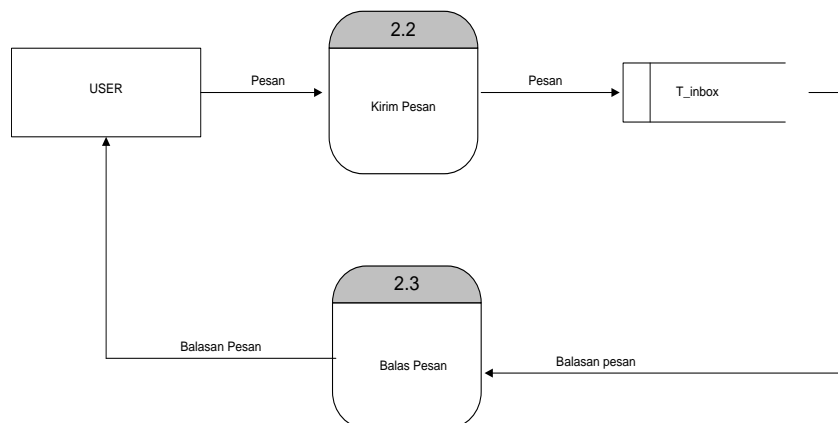 2.2
USER
Pesan
Kirim Pesan
Pesan
T_inbox
2.3
Balasan Pesan
Balas Pesan
Balasan pesan